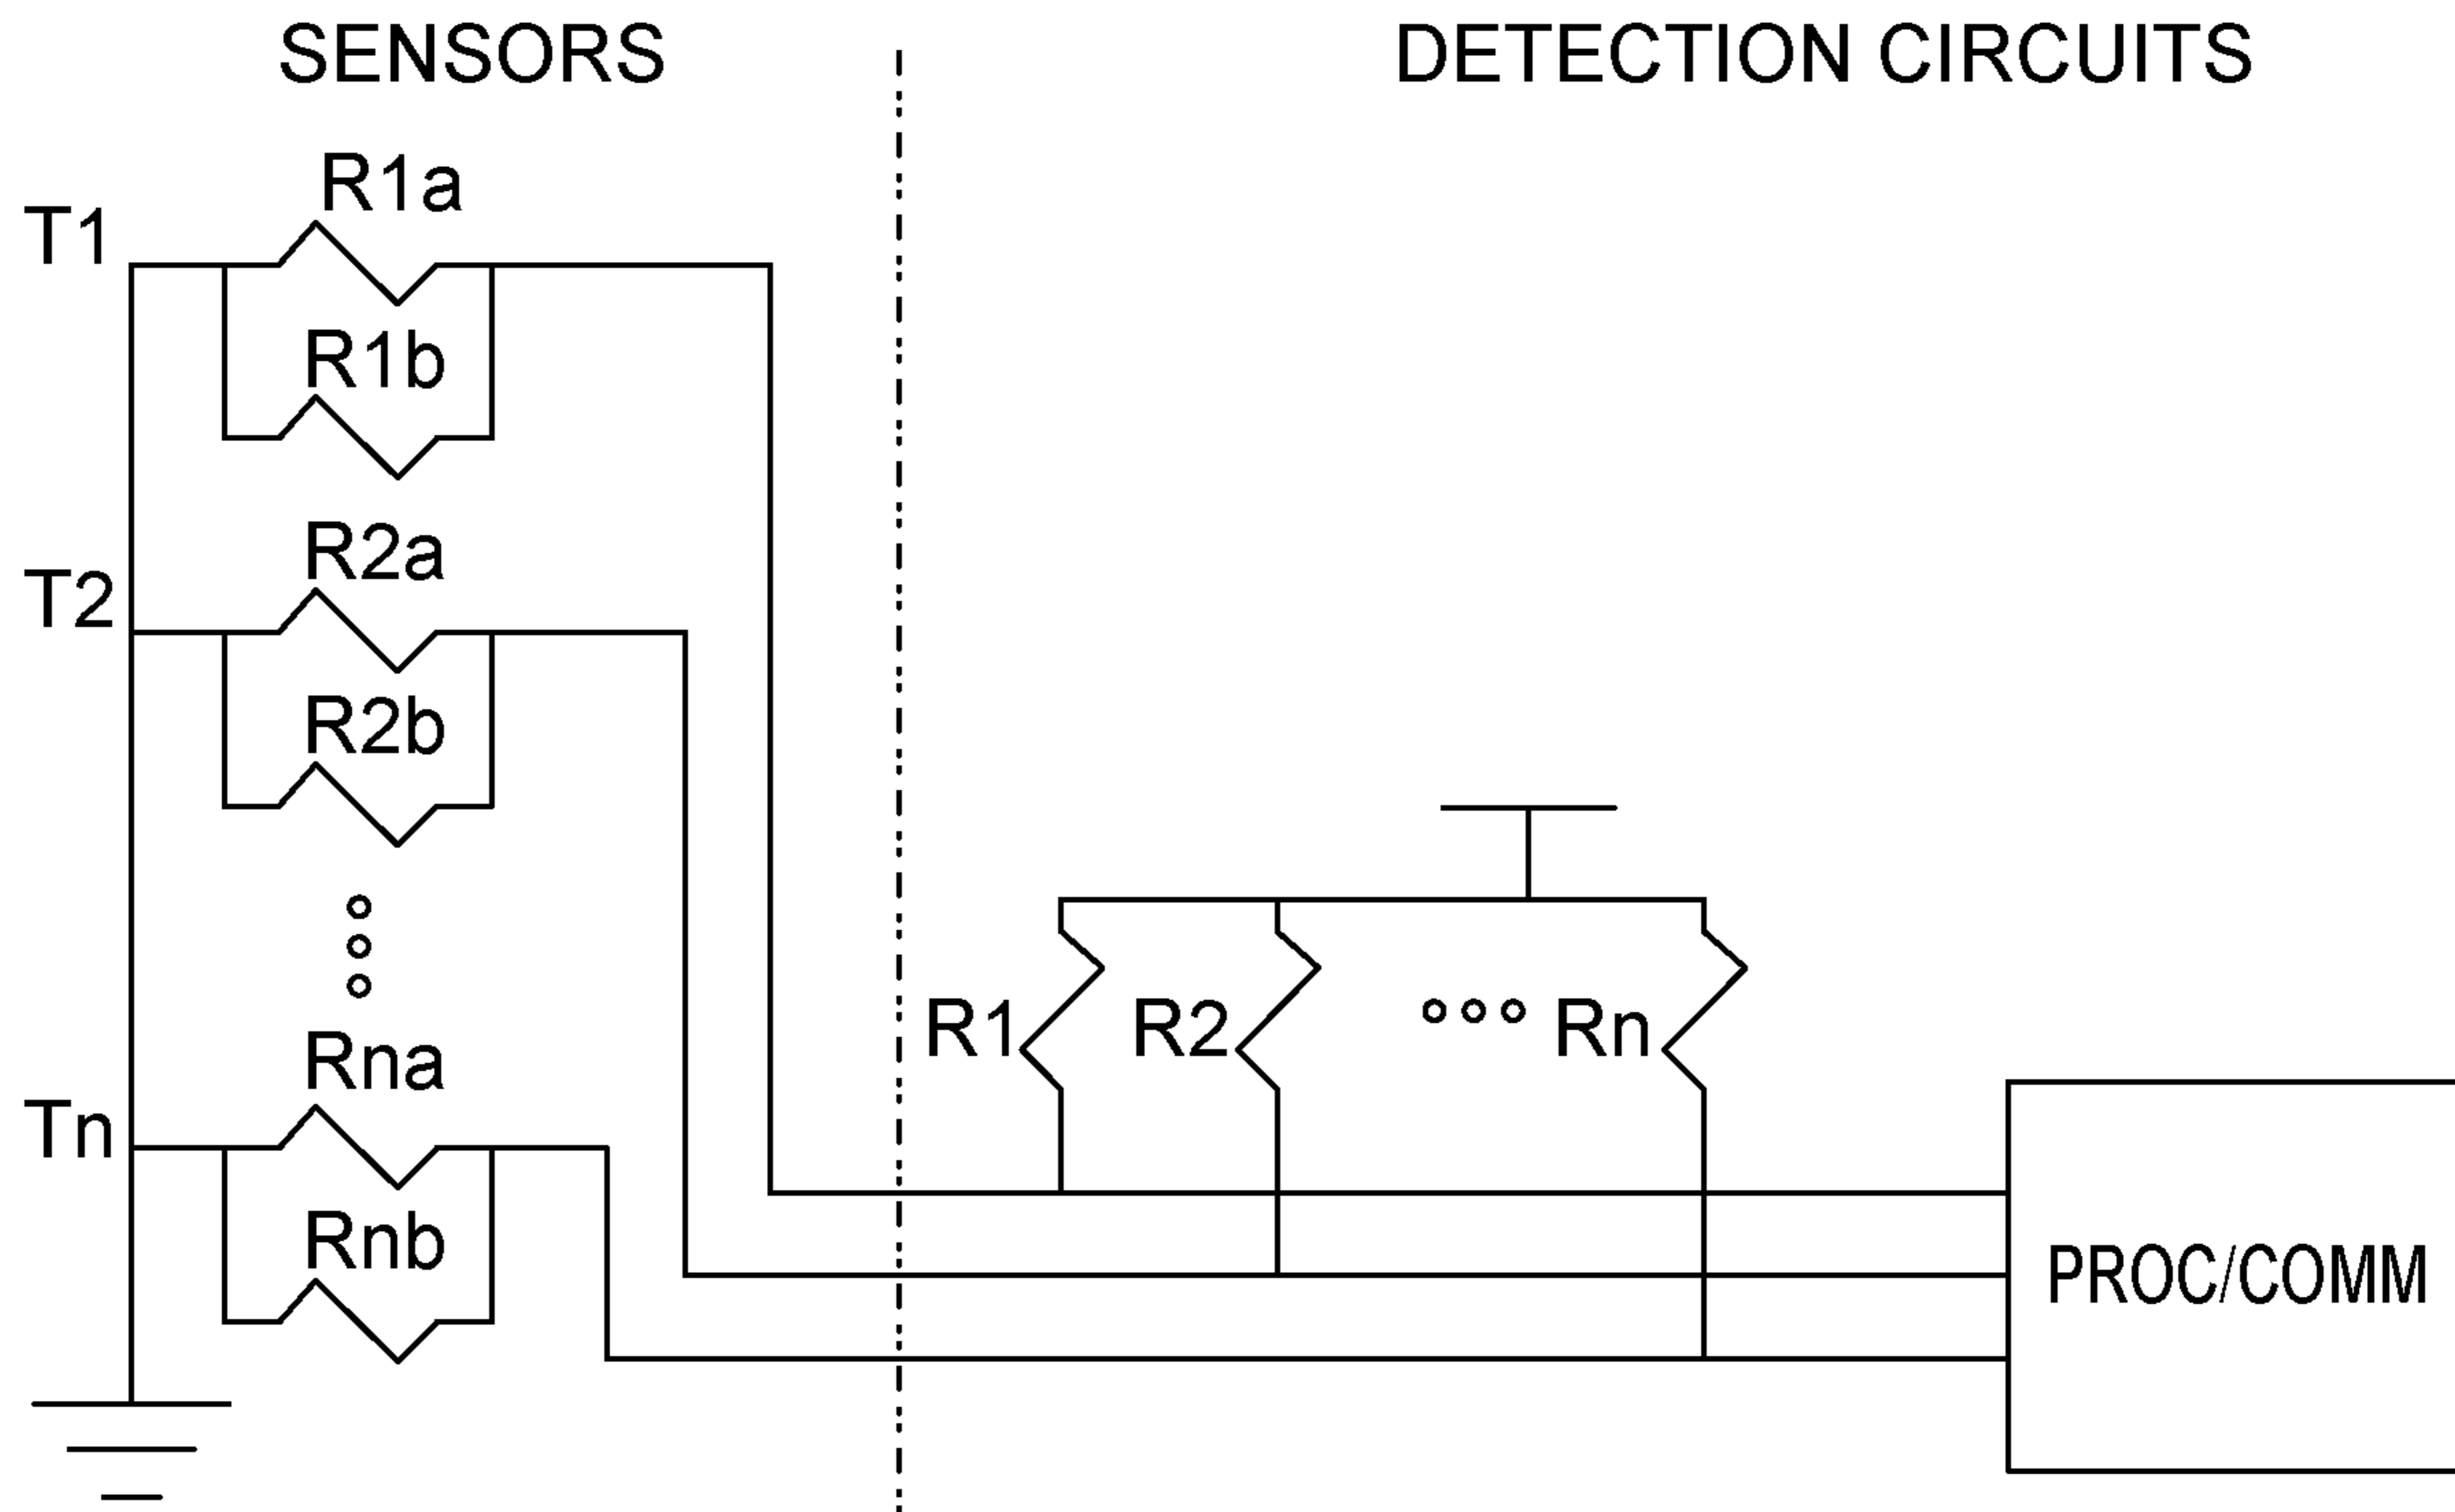 SENSORS
DETECTION CIRCUITS
R1a
T1
R1b
R2a
T2
R2b
R1
R2
Rn
Rna
Tn
Rnb
PROC/COMM